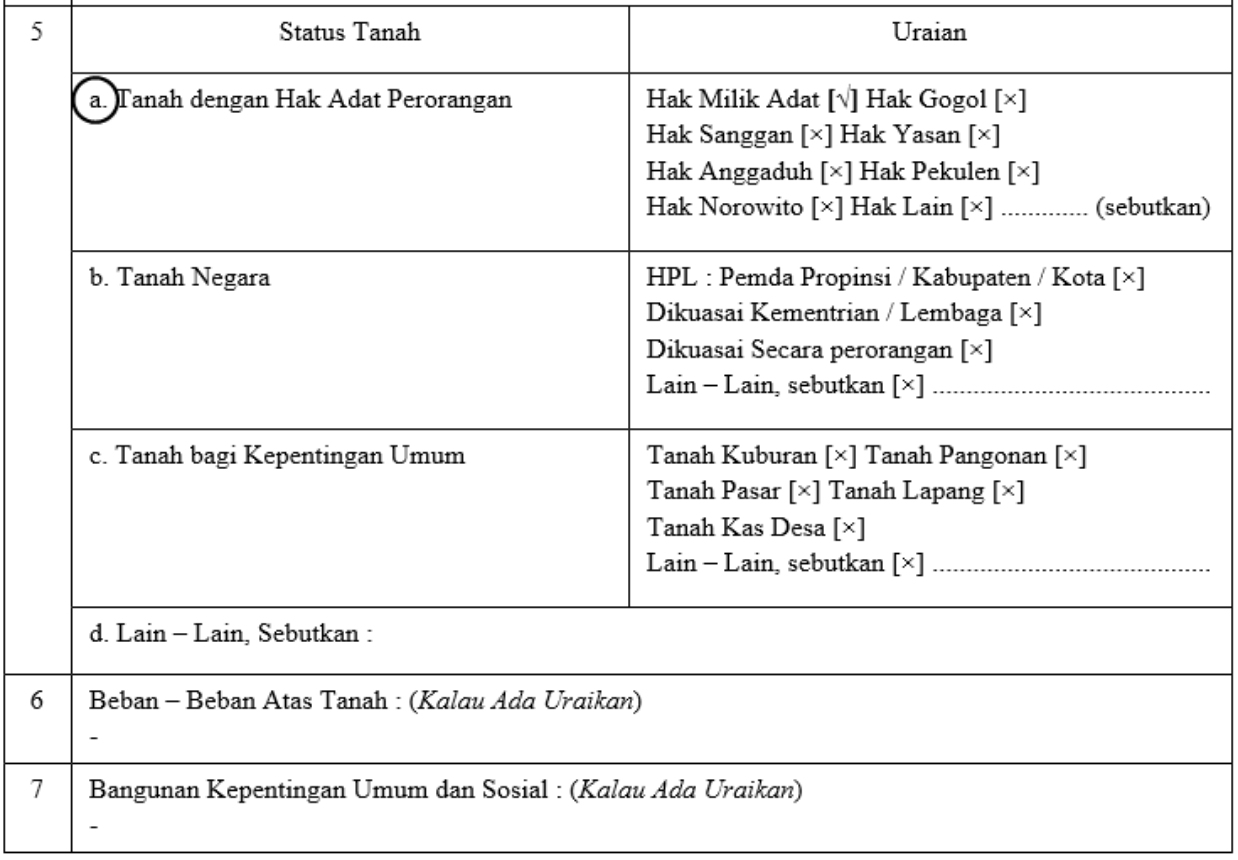 5 Status Tanah Uraian
a. Tanah dengan Hak Adat Perorangan
Hak Milik Adat [√] Hak Gogol [×]
Hak Sanggan [×] Hak Yasan [×]
Hak Anggaduh [×] Hak Pekulen [×]
Hak Norowito [×] Hak Lain [×] ............. (sebutkan)
b. Tanah Negara
HPL : Pemda Propinsi / Kabupaten / Kota [×]
Dikuasai Kementrian / Lembaga [×]
Dikuasai Secara perorangan [×]
Lain – Lain, sebutkan [×] .........................................
c. Tanah bagi Kepentingan Umum
Tanah Kuburan [×] Tanah Pangonan [×]
Tanah Pasar [×] Tanah Lapang [×]
Tanah Kas Desa [×]
Lain – Lain, sebutkan [×] .........................................
d. Lain – Lain, Sebutkan :
6 Beban – Beban Atas Tanah : (Kalau Ada Uraikan)
-
7 Bangunan Kepentingan Umum dan Sosial : (Kalau Ada Uraikan)
-